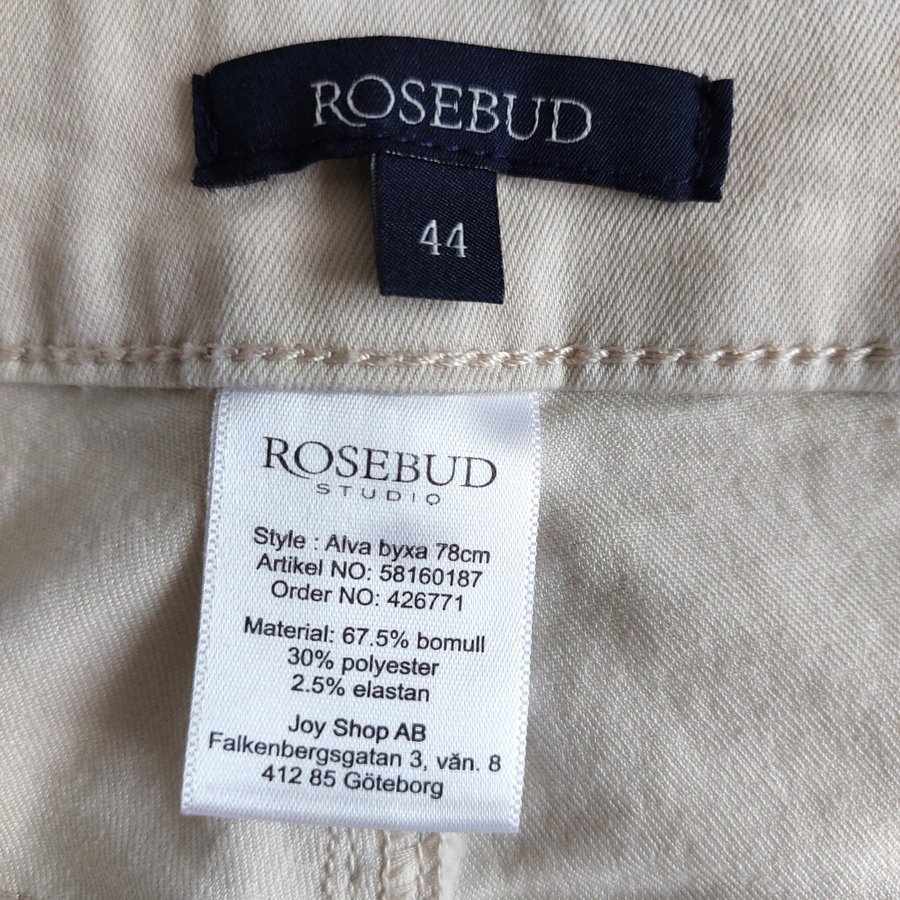 ROSEBUD
44
ROSEBUD
STUDIO
Style : Alva byxa 78cm
Artikel NO: 58160187
Order NO: 426771
Material: 67.5% bomull
30% polyester
2.5% elastan
Joy Shop AB
Falkenbergsgatan 3, vån. 8
412 85 Göteborg